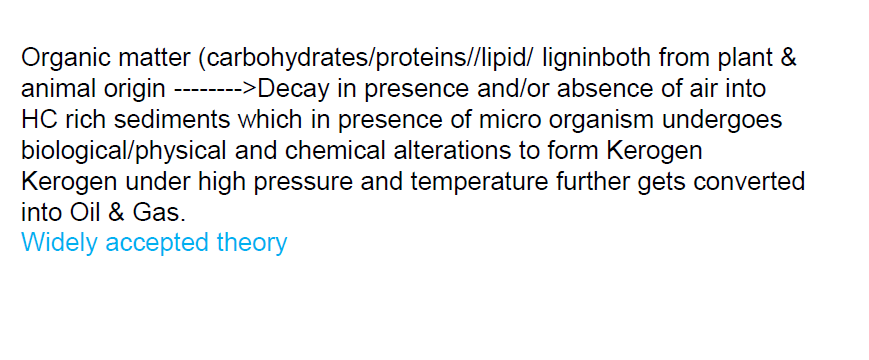 Organic matter (carbohydrates/proteins//lipid/ ligninboth from plant &
animal origin -------->Decay in presence and/or absence of air into
HC rich sediments which in presence of micro organism undergoes
biological/physical and chemical alterations to form Kerogen
Kerogen under high pressure and temperature further gets converted
into Oil & Gas.
Widely accepted theory